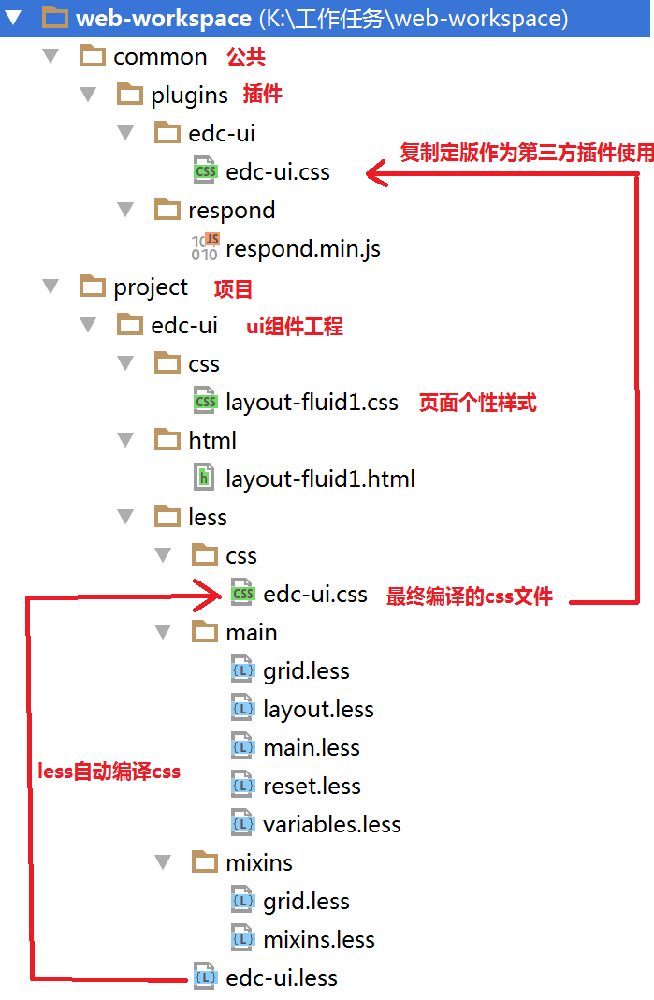 web-workspace (K:\工作任务\web-workspace)
common 公共
plugins 插件
edc-ui
复制定版作为第三方插件使用
edc-ui.css
respond
respond.min.js
project 项目
edc-ui ui组件工程
css
layout-fluid1.css 页面个性样式
html
layout-fluid1.html
less
css
edc-ui.css 最终编译的css文件
main
grid.less
layout.less
main.less
less自动编译css
reset.less
variables.less
mixins
grid.less
mixins.less
edc-ui.less